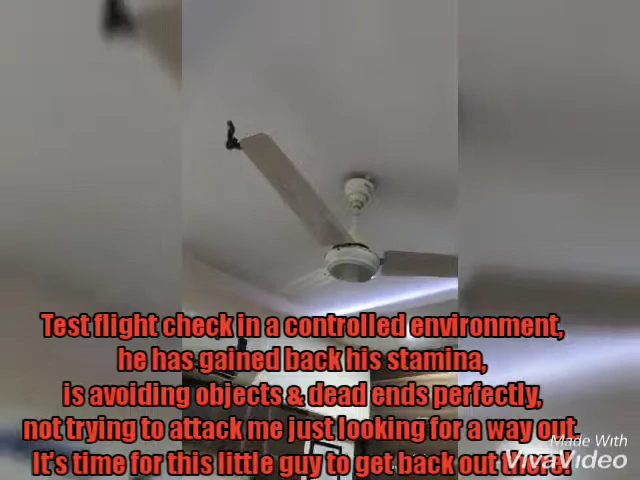 Test flight check in a controlled environment,
he has gained back his stamina,
is avoiding objects & dead ends perfectly,
not trying to attack me just looking for a way out.
It's time for this little guy to get back out there!
Made With
VivaVideo